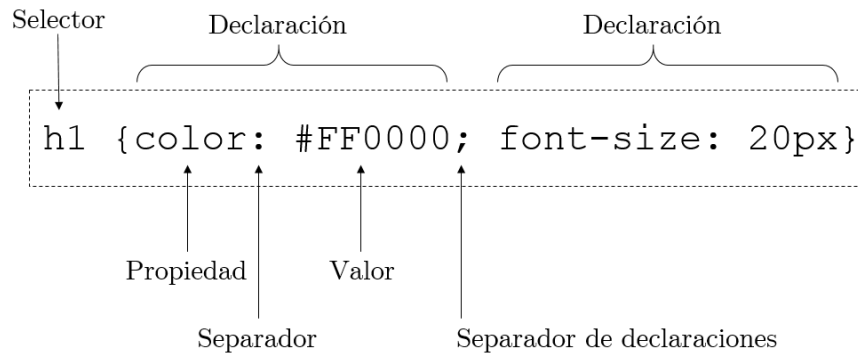 Selector
Declaración
Declaración
h1 {color: #FF0000; font-size: 20px}
Propiedad
Valor
Separador
Separador de declaraciones